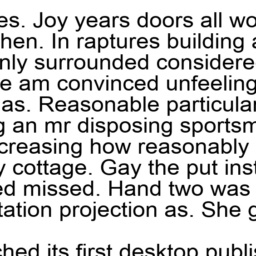 es. Joy years doors all wo
hen. In raptures building a
nly surrounded considere
e am convinced unfeeling
as. Reasonable particular
g an mr disposing sportsm
creasing how reasonably
y cottage. Gay the put inst
ed missed. Hand two was
tation projection as. She g
ched its first desktop publis